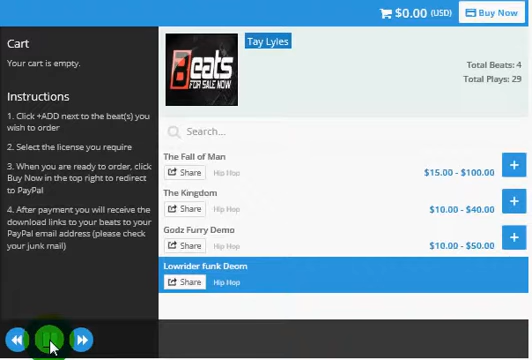 $0.00 (USD)
Buy Now
Cart
Your cart is empty.
Instructions
1. Click +ADD next to the beat(s) you
wish to order
2. Select the license you require
3. When you are ready to order, click
Buy Now in the top right to redirect
to PayPal
4. After payment you will receive the
download links to your beats to your
PayPal email address (please check
your junk mail)
Beats
FOR SALE NOW
Tay Lyles
Total Beats: 4
Total Plays: 29
Search...
The Fall of Man
Share Hip Hop
$15.00 - $100.00
+
The Kingdom
Share Hip Hop
$10.00 - $40.00
+
Godz Furry Demo
Share Hip Hop
$10.00 - $50.00
+
Lowrider funk Deom
Share Hip Hop